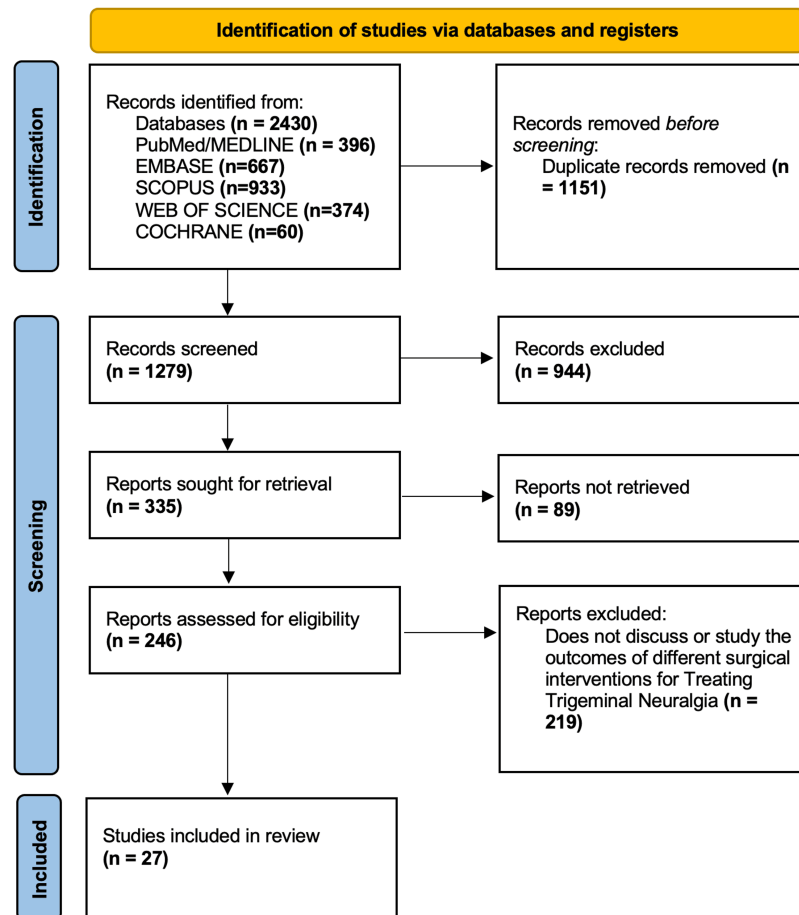 Identification of studies via databases and registers
Identification
Records identified from:
Databases (n = 2430)
PubMed/MEDLINE (n = 396)
EMBASE (n=667)
SCOPUS (n=933)
WEB OF SCIENCE (n=374)
COCHRANE (n=60)
Records removed before
screening:
Duplicate records removed (n
= 1151)
Screening
Records screened
(n = 1279)
Records excluded
(n = 944)
Reports sought for retrieval
(n = 335)
Reports not retrieved
(n = 89)
Reports assessed for eligibility
(n = 246)
Reports excluded:
Does not discuss or study the
outcomes of different surgical
interventions for Treating
Trigeminal Neuralgia (n =
219)
Included
Studies included in review
(n = 27)